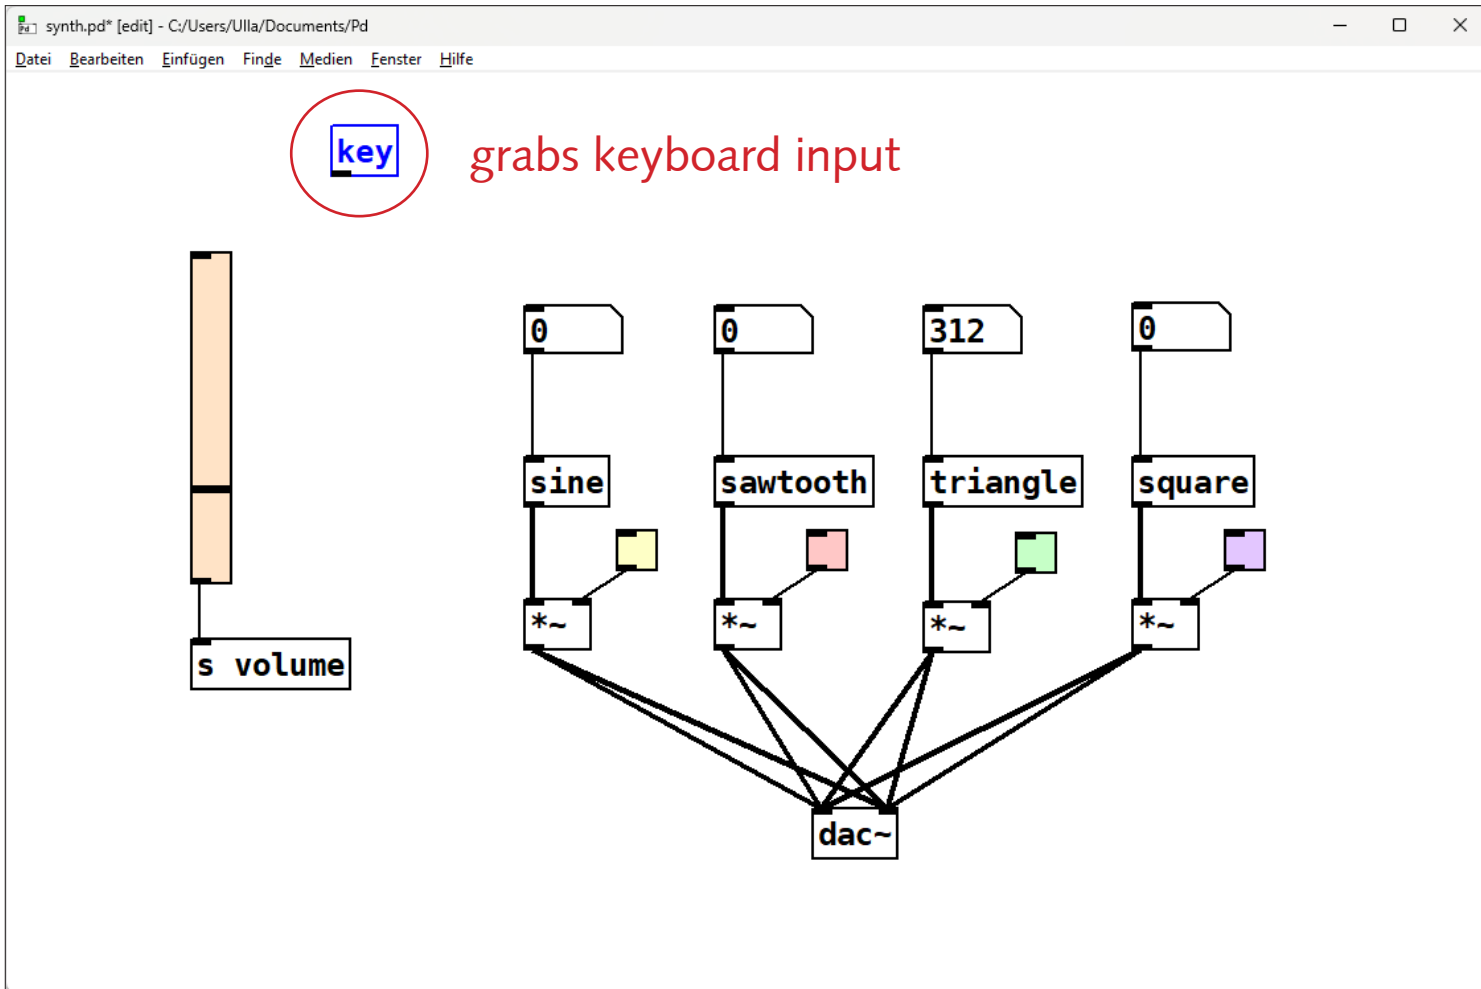 synth.pd* [edit] - C:/Users/Ulla/Documents/Pd
Datei Bearbeiten Einfügen Finde Medien Fenster Hilfe
key grabs keyboard input
0 0 312 0
sine sawtooth triangle square
*~ *~ *~ *~
s volume
dac~